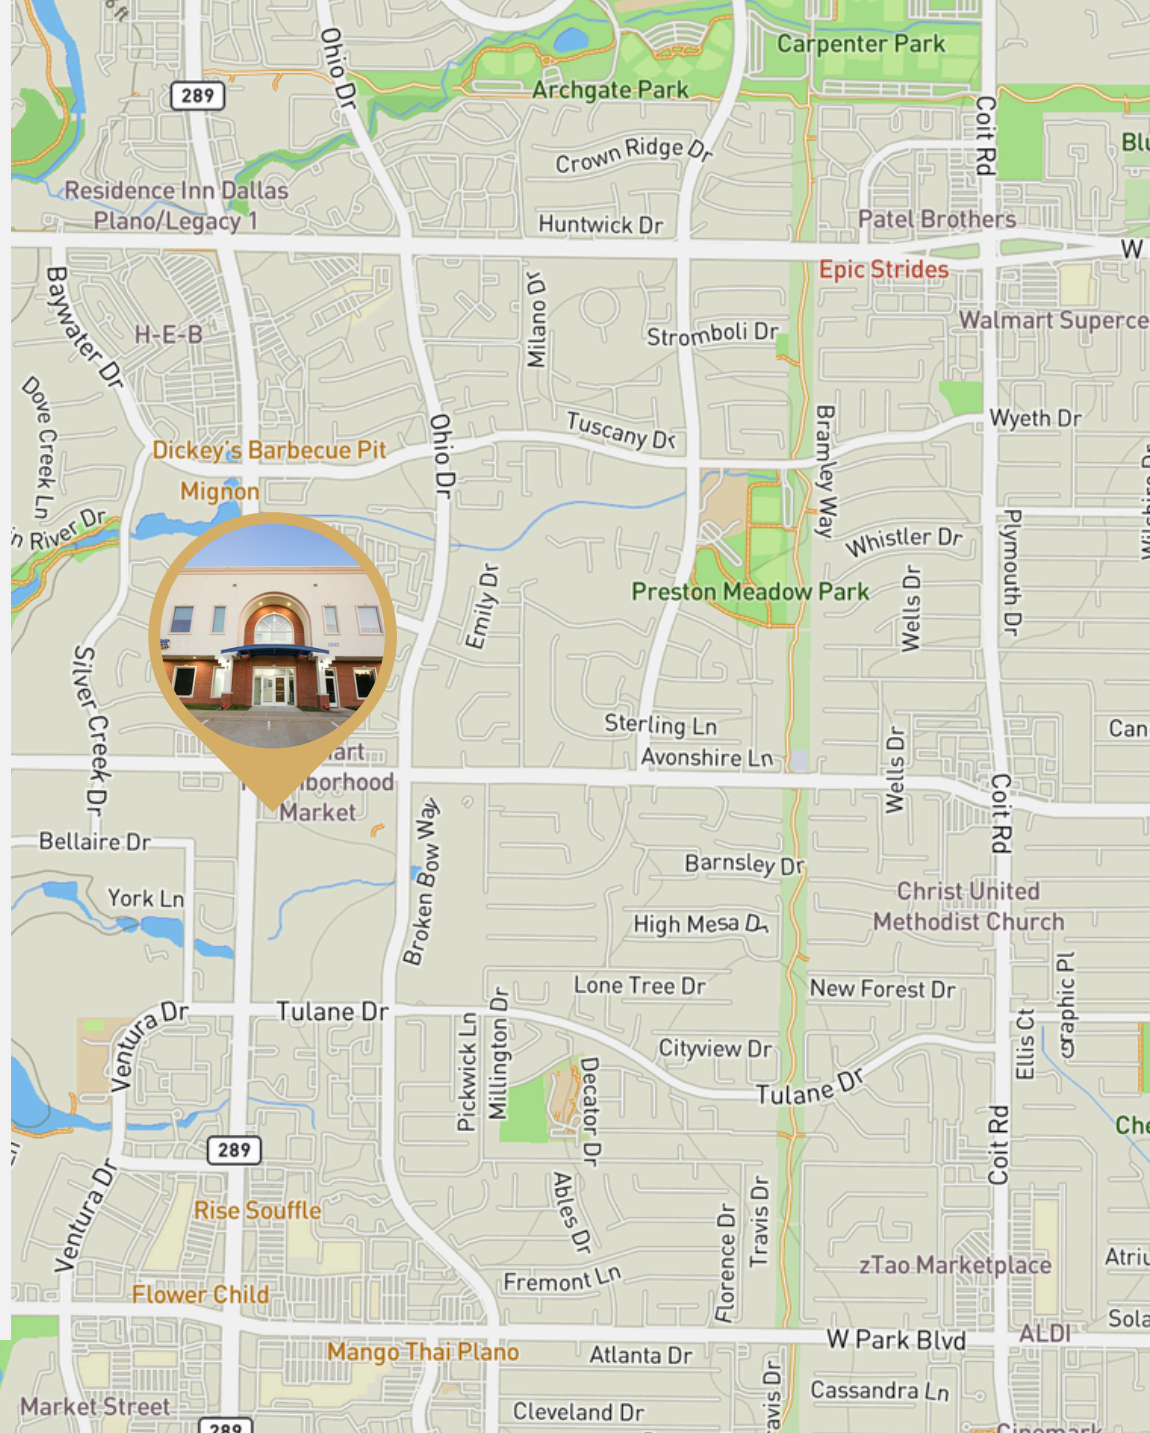 Ohio Dr
Carpenter Park
289
Archgate Park
Coit Rd
Crown Ridge Dr
Residence Inn Dallas
Plano/Legacy 1
Huntwick Dr
Patel Brothers
W
Epic Strides
Baywater Dr
Milano Dr
H-E-B
Stromboli Dr
Walmart Superce
Dove Creek Ln
Ohio Dr
Tuscany Dr
Bramley Way
Wyeth Dr
Dickey's Barbecue Pit
Mignon
n River Dr
Whistler Dr
Plymouth Dr
Wells Dr
Emily Dr
Preston Meadow Park
Silver Creek Dr
Sterling Ln
Avonshire Ln
Wells Dr
Can
Coit Rd
Market
Bellaire Dr
Broken Bow Way
Barnsley Dr
York Ln
Christ United
Methodist Church
High Mesa Dr
Lone Tree Dr
New Forest Dr
Graphic Pl
Ellis Ct
Ventura Dr
Tulane Dr
Pickwick Ln
Millington Dr
Cityview Dr
Decator Dr
Tulane Dr
Coit Rd
Che
289
Ventura Dr
Ables Dr
Travis Dr
Florence Dr
Rise Souffle
zTao Marketplace
Atriu
Fremont Ln
Flower Child
Sola
W Park Blvd
ALDI
Mango Thai Plano
Atlanta Dr
Cassandra Ln
Market Street
Cleveland Dr
289
Cinemark